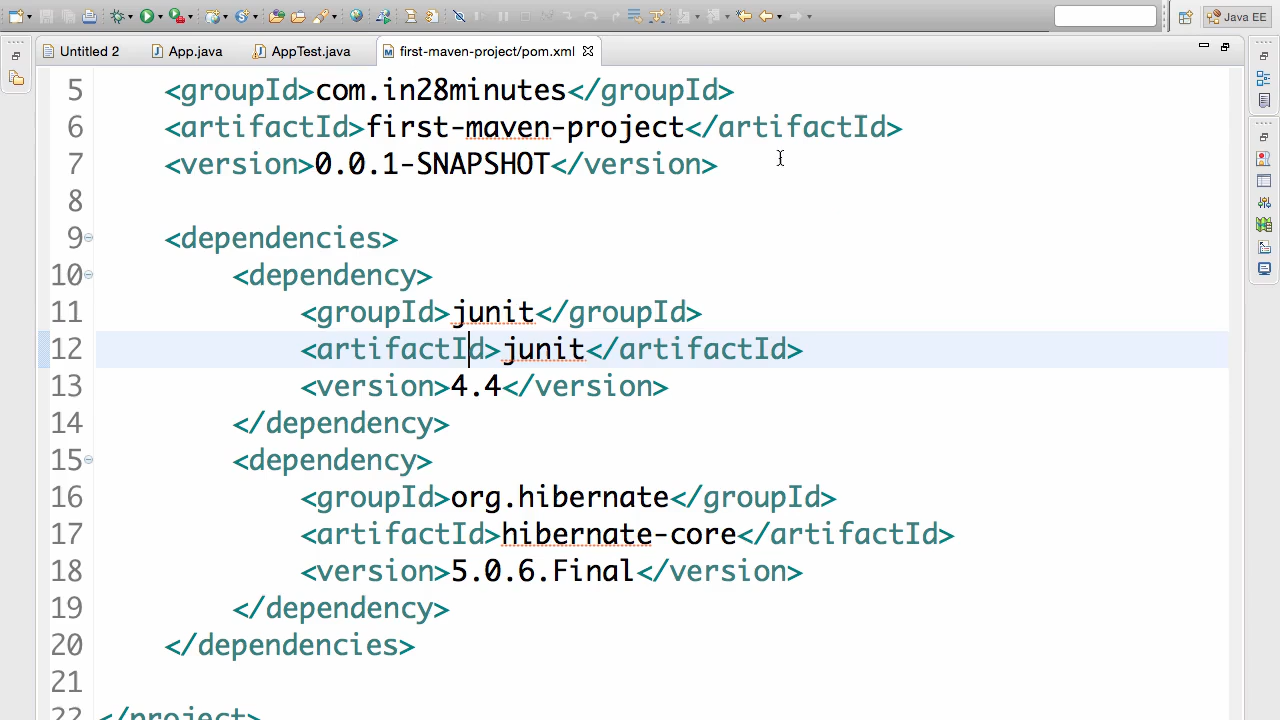 Java EE
Untitled 2
App.java
AppTest.java
first-maven-project/pom.xml
5 <groupId>com.in28minutes</groupId>
6 <artifactId>first-maven-project</artifactId>
7 <version>0.0.1-SNAPSHOT</version>
8
9 <dependencies>
10 <dependency>
11 <groupId>junit</groupId>
12 <artifactId>junit</artifactId>
13 <version>4.4</version>
14 </dependency>
15 <dependency>
16 <groupId>org.hibernate</groupId>
17 <artifactId>hibernate-core</artifactId>
18 <version>5.0.6.Final</version>
19 </dependency>
20 </dependencies>
21
22 </project>